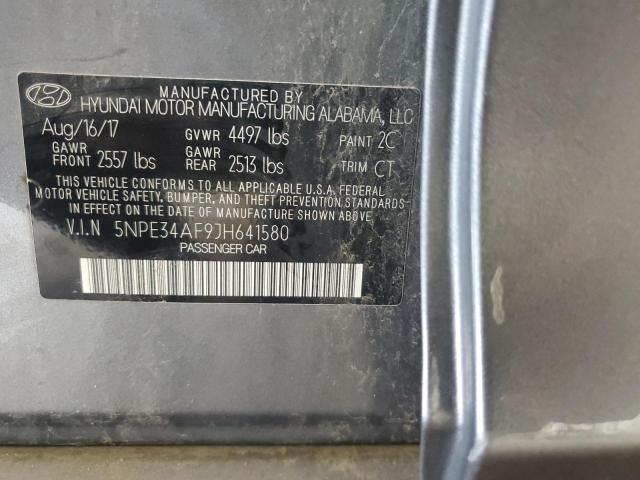 MANUFACTURED BY
HYUNDAI MOTOR MANUFACTURING ALABAMA, LLC
Aug/16/17 GVWR 4497 lbs PAINT 2C
GAWR FRONT 2557 lbs GAWR REAR 2513 lbs TRIM CT
THIS VEHICLE CONFORMS TO ALL APPLICABLE U.S.A. FEDERAL
MOTOR VEHICLE SAFETY, BUMPER, AND THEFT PREVENTION STANDARDS
IN EFFECT ON THE DATE OF MANUFACTURE SHOWN ABOVE.
V.I.N 5NPE34AF9JH641580
PASSENGER CAR